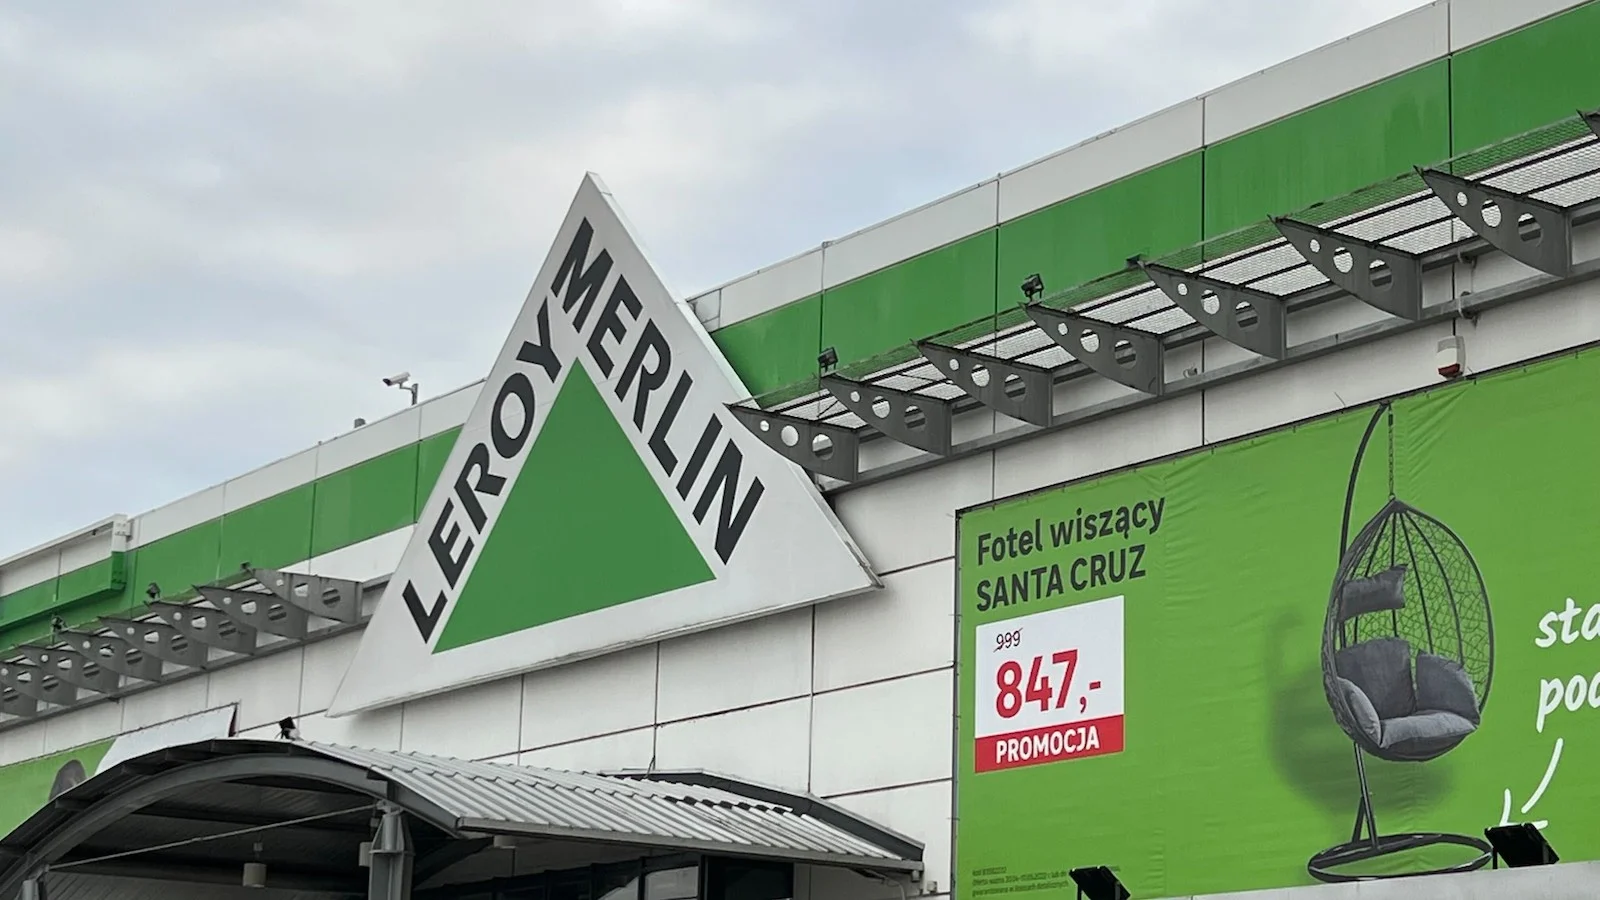 LEROY MERLIN
Fotel wiszący
SANTA CRUZ
999
847,-
PROMOCJA